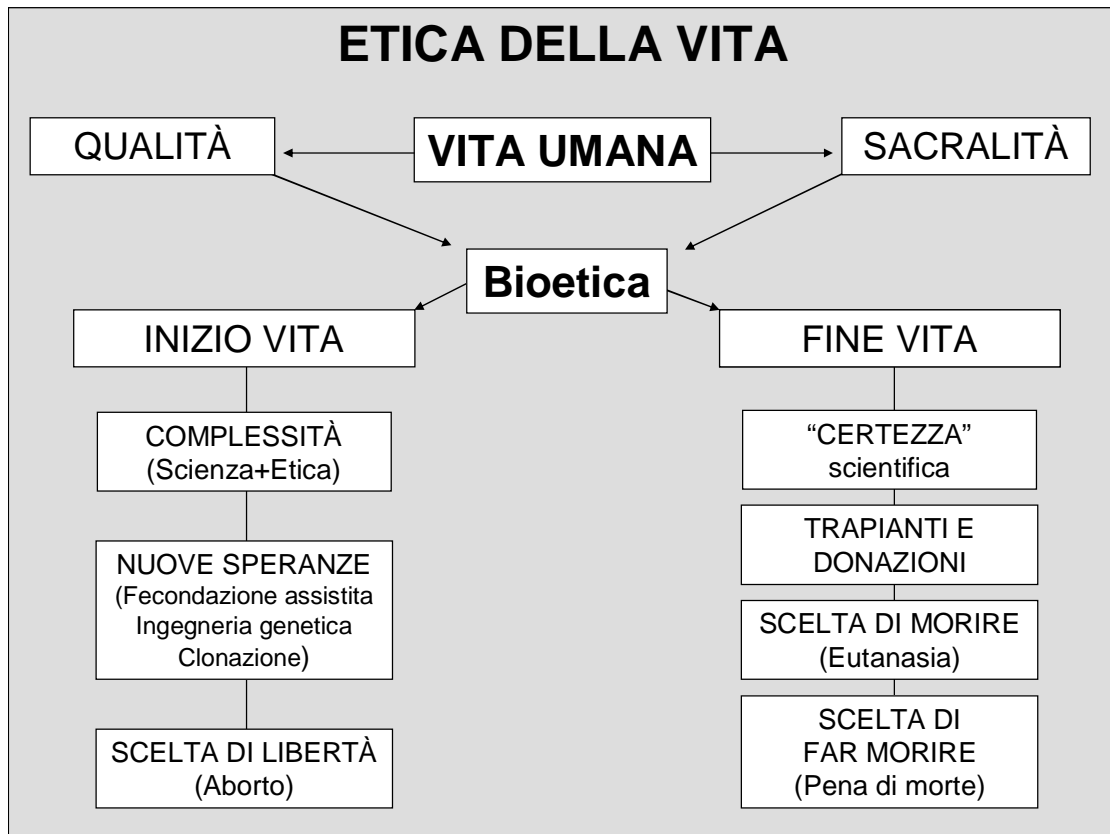 ETICA DELLA VITA
QUALITÀ
VITA UMANA
SACRALITÀ
Bioetica
INIZIO VITA
FINE VITA
COMPLESSITÀ
(Scienza+Etica)
NUOVE SPERANZE
(Fecondazione assistita
Ingegneria genetica
Clonazione)
SCELTA DI LIBERTÀ
(Aborto)
“CERTEZZA”
scientifica
TRAPIANTI E
DONAZIONI
SCELTA DI MORIRE
(Eutanasia)
SCELTA DI
FAR MORIRE
(Pena di morte)